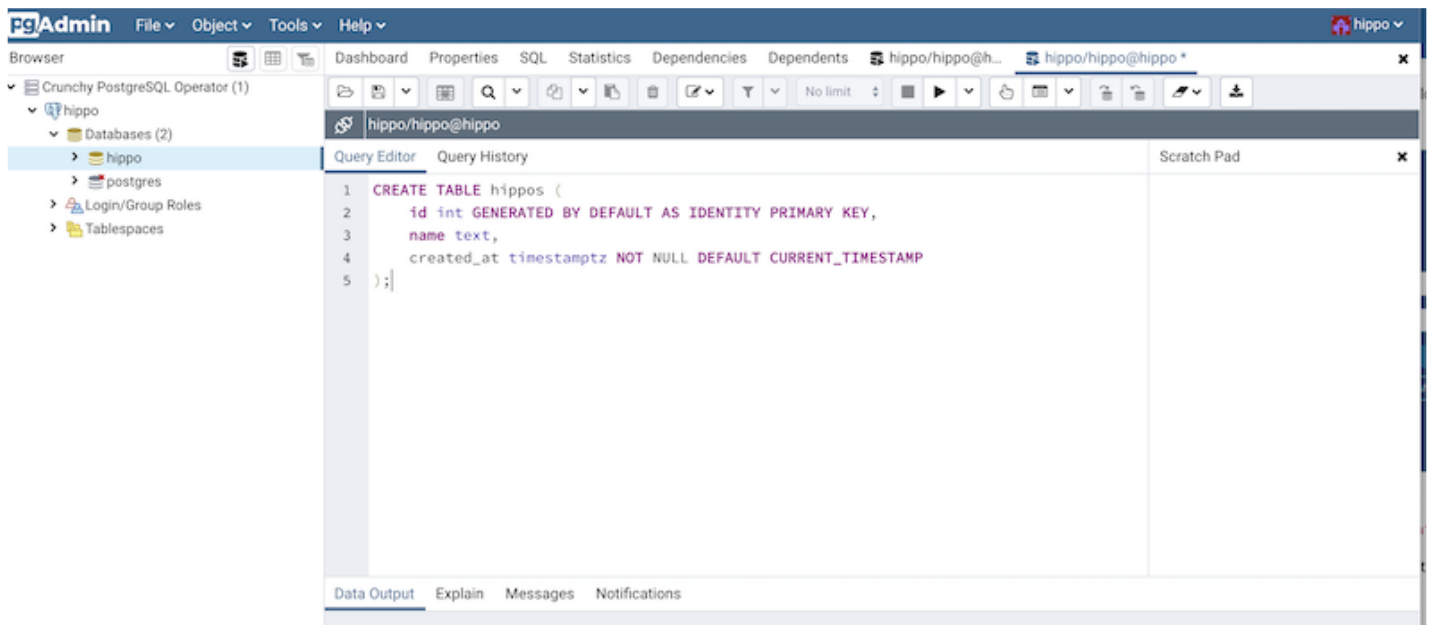 pgAdmin File Object Tools Help hippo
Browser Dashboard Properties SQL Statistics Dependencies Dependents hippo/hippo@h... hippo/hippo@hippo *
Crunchy PostgreSQL Operator (1)
No limit
hippo
hippo/hippo@hippo
Databases (2)
hippo
Query Editor Query History Scratch Pad
postgres
Login/Group Roles
Tablespaces
1 CREATE TABLE hippos (
2 id int GENERATED BY DEFAULT AS IDENTITY PRIMARY KEY,
3 name text,
4 created_at timestamptz NOT NULL DEFAULT CURRENT_TIMESTAMP
5 );
Data Output Explain Messages Notifications